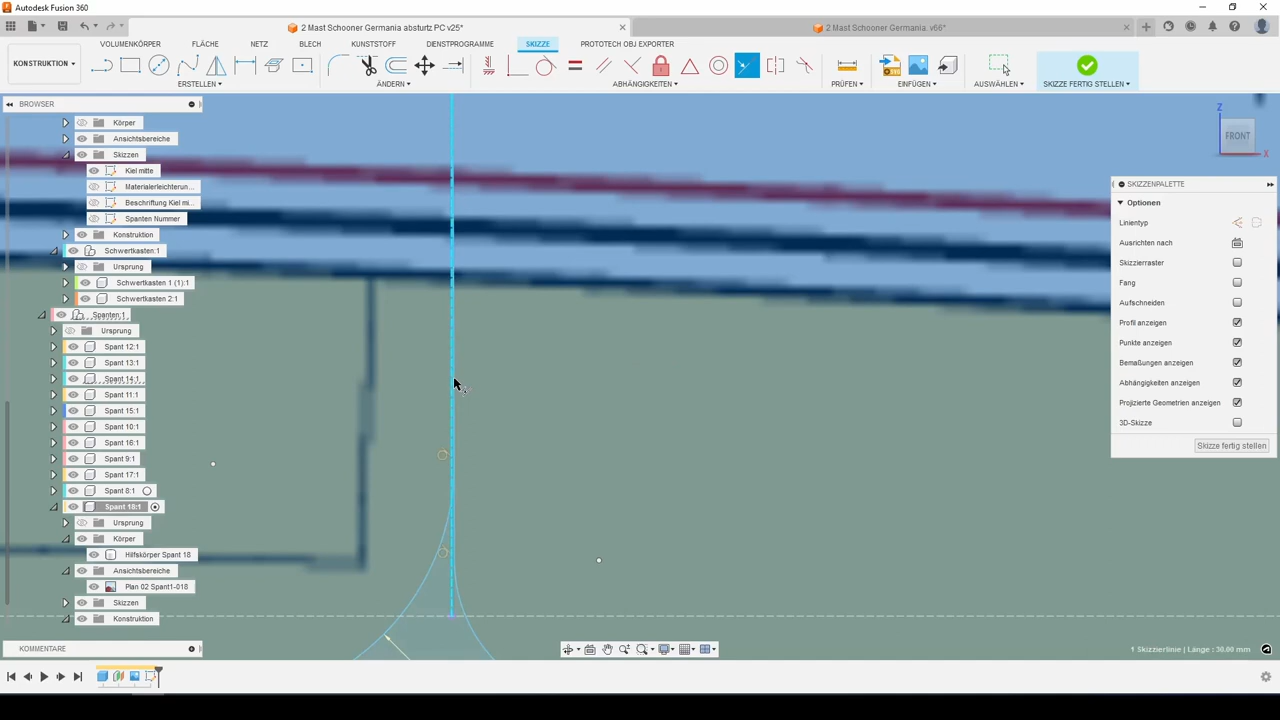 Autodesk Fusion 360
2 Mast Schooner Germania absturtz PC v25*
2 Mast Schooner Germania. v66*
KONSTRUKTION
VOLUMENKÖRPER
FLÄCHE
NETZ
BLECH
KUNSTSTOFF
DIENSTPROGRAMME
SKIZZE
PROTOTECH OBJ EXPORTER
ERSTELLEN
ÄNDERN
ABHÄNGIGKEITEN
PRÜFEN
EINFÜGEN
AUSWÄHLEN
SKIZZE FERTIG STELLEN
BROWSER
Körper
Ansichtsbereiche
Skizzen
Kiel mitte
Materialerleichterun...
Beschriftung Kiel mi...
Spanten Nummer
Konstruktion
Schwertkasten:1
Ursprung
Schwertkasten 1 (1):1
Schwertkasten 2:1
Spanten:1
Ursprung
Spant 12:1
Spant 13:1
Spant 14:1
Spant 11:1
Spant 15:1
Spant 10:1
Spant 16:1
Spant 9:1
Spant 17:1
Spant 8:1
Spant 18:1
Ursprung
Körper
Hilfskörper Spant 18
Ansichtsbereiche
Plan 02 Spant1-018
Skizzen
Konstruktion
Z
FRONT
X
SKIZZENPALETTE
Optionen
Linientyp
Ausrichten nach
Skizzierraster
Fang
Aufschneiden
Profil anzeigen
Punkte anzeigen
Bemaßungen anzeigen
Abhängigkeiten anzeigen
Projizierte Geometrien anzeigen
3D-Skizze
Skizze fertig stellen
KOMMENTARE
1 Skizzierlinie | Länge : 30.00 mm